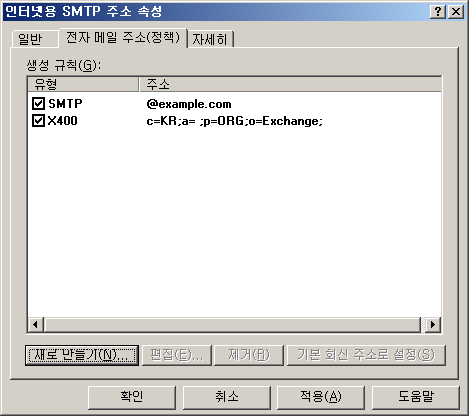 인터넷용 SMTP 주소 속성
일반 전자 메일 주소(정책) 자세히
생성 규칙(G):
유형 주소
SMTP @example.com
X400 c=KR;a= ;p=ORG;o=Exchange;
새로 만들기(N)... 편집(E)... 제거(R) 기본 회신 주소로 설정(S)
확인 취소 적용(A) 도움말